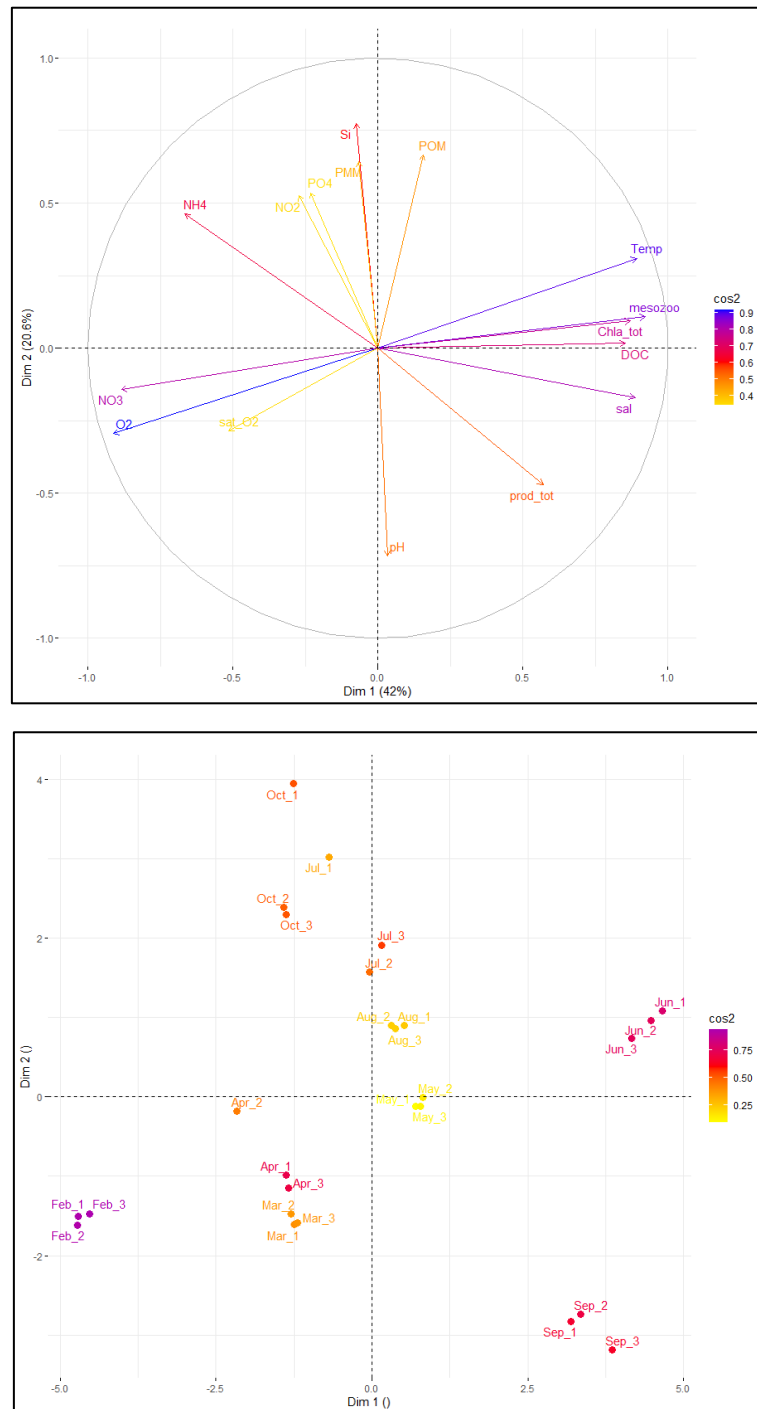 1.0
Si
POM
PMM
PO4
NH4
NO2
0.5
Temp
mesozoo
Chla_tot
DOC
0.0
NO3
sal
O2
sat_O2
prod_tot
-0.5
pH
-1.0
-1.0 -0.5 0.0 0.5 1.0
Dim 1 (42%)
Dim 2 (20.6%)
cos2
0.9
0.8
0.7
0.6
0.5
0.4
4
Oct_1
Jul_1
Oct_2
Oct_3
2
Jul_3
Jul_2
Aug_2 Aug_1
Aug_3
Jun_1
Jun_2
Jun_3
May_2
0
May_1
May_3
Apr_2
Apr_1
Apr_3
Feb_1 Feb_3
Feb_2
Mar_2
Mar_3
Mar_1
-2
Sep_2
Sep_1
Sep_3
-5.0 -2.5 0.0 2.5 5.0
Dim 1 ()
Dim 2 ()
cos2
0.75
0.50
0.25